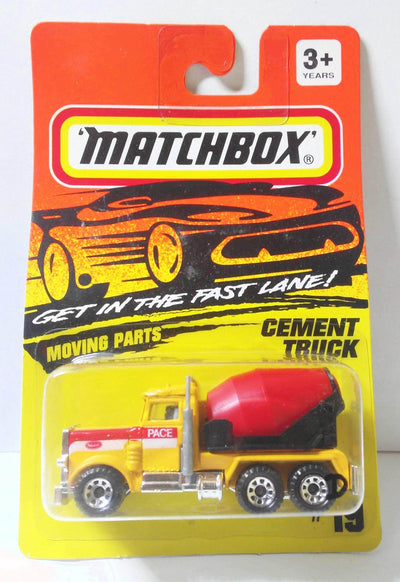 3+
YEARS
'MATCHBOX'®
GET IN THE FAST LANE!
MOVING PARTS
CEMENT
TRUCK
PACE
# 19